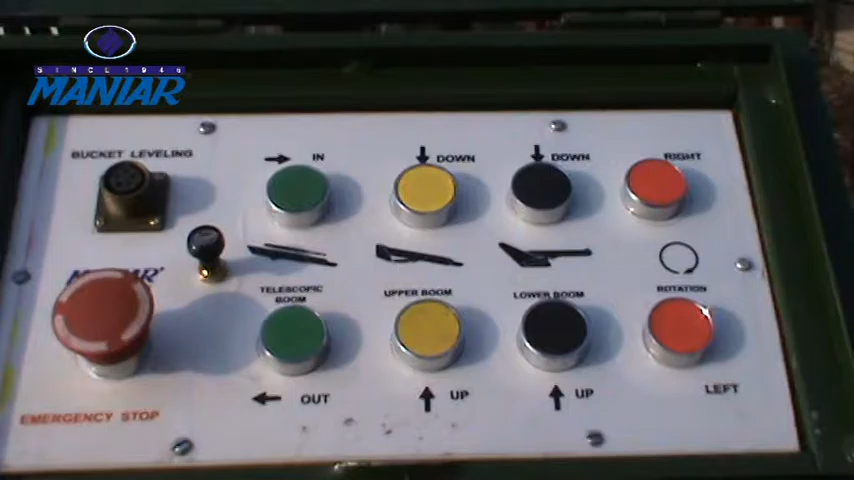 SINCE 1946
MANIAR
BUCKET LEVELING
IN
DOWN
DOWN
RIGHT
MANIAR
TELESCOPIC
BOOM
UPPER BOOM
LOWER BOOM
ROTATION
EMERGENCY STOP
OUT
UP
UP
LEFT